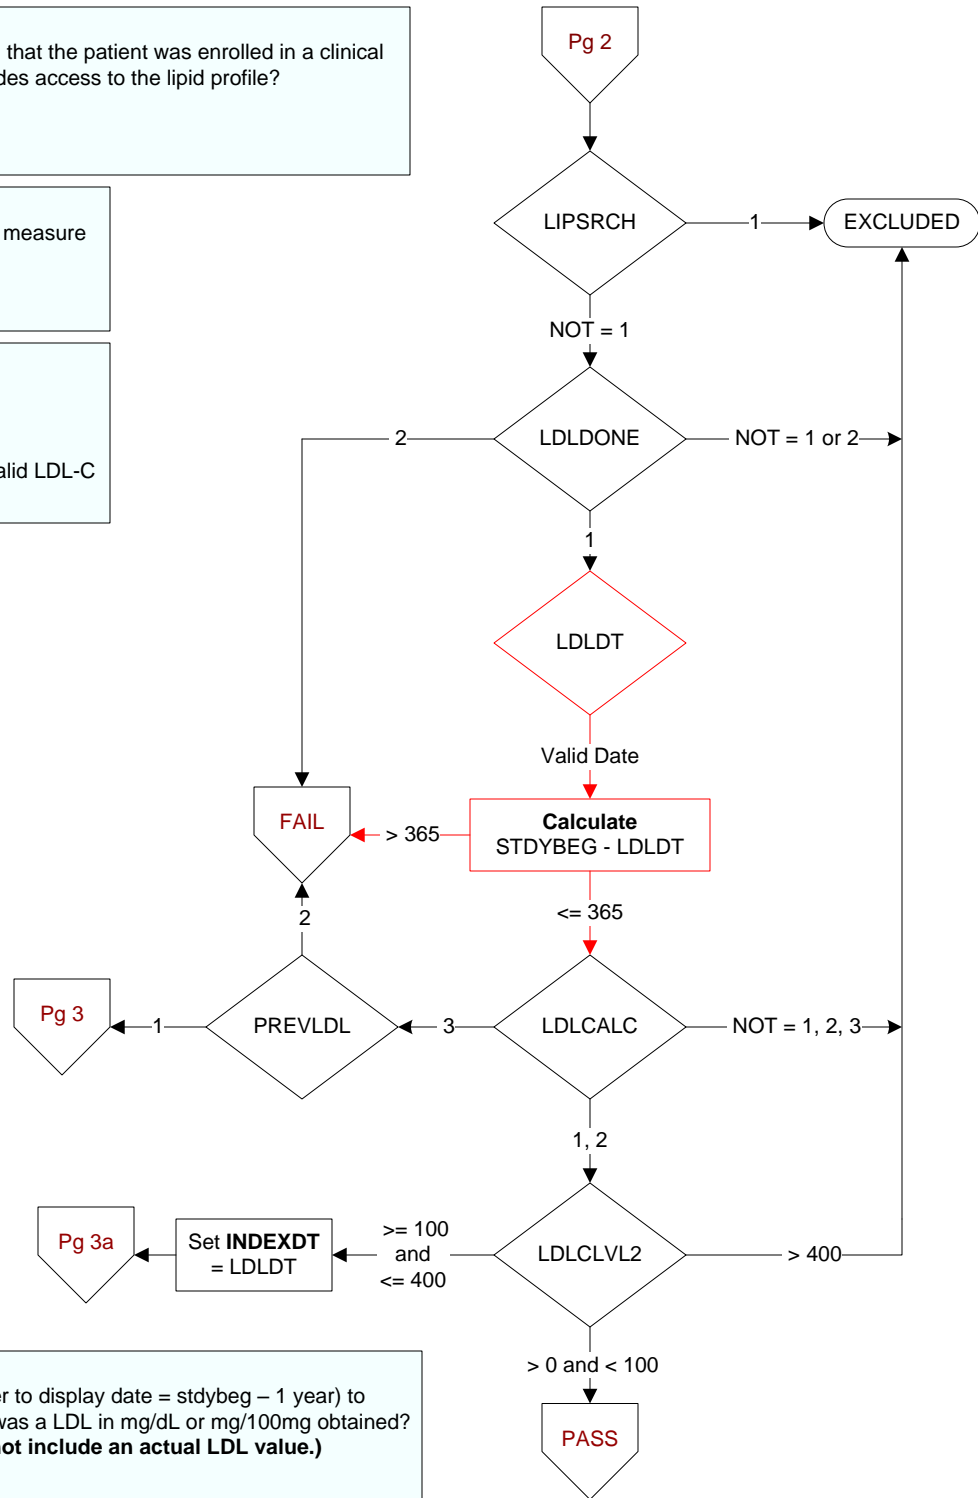 that the patient was enrolled in a clinical
des access to the lipid profile?
measure
alid LDL-C
Pg 2
LIPSRCH
1
EXCLUDED
NOT = 1
2
LDLDONE
NOT = 1 or 2
1
LDLDT
Valid Date
FAIL
> 365
Calculate
STDYBEG - LDLDT
<= 365
2
Pg 3
1
PREVLDL
3
LDLCALC
NOT = 1, 2, 3
1, 2
Pg 3a
Set INDEXDT
= LDLDT
>= 100
and
<= 400
LDLCLVL2
> 400
> 0 and < 100
PASS
er to display date = stdybeg – 1 year) to
was a LDL in mg/dL or mg/100mg obtained?
not include an actual LDL value.)